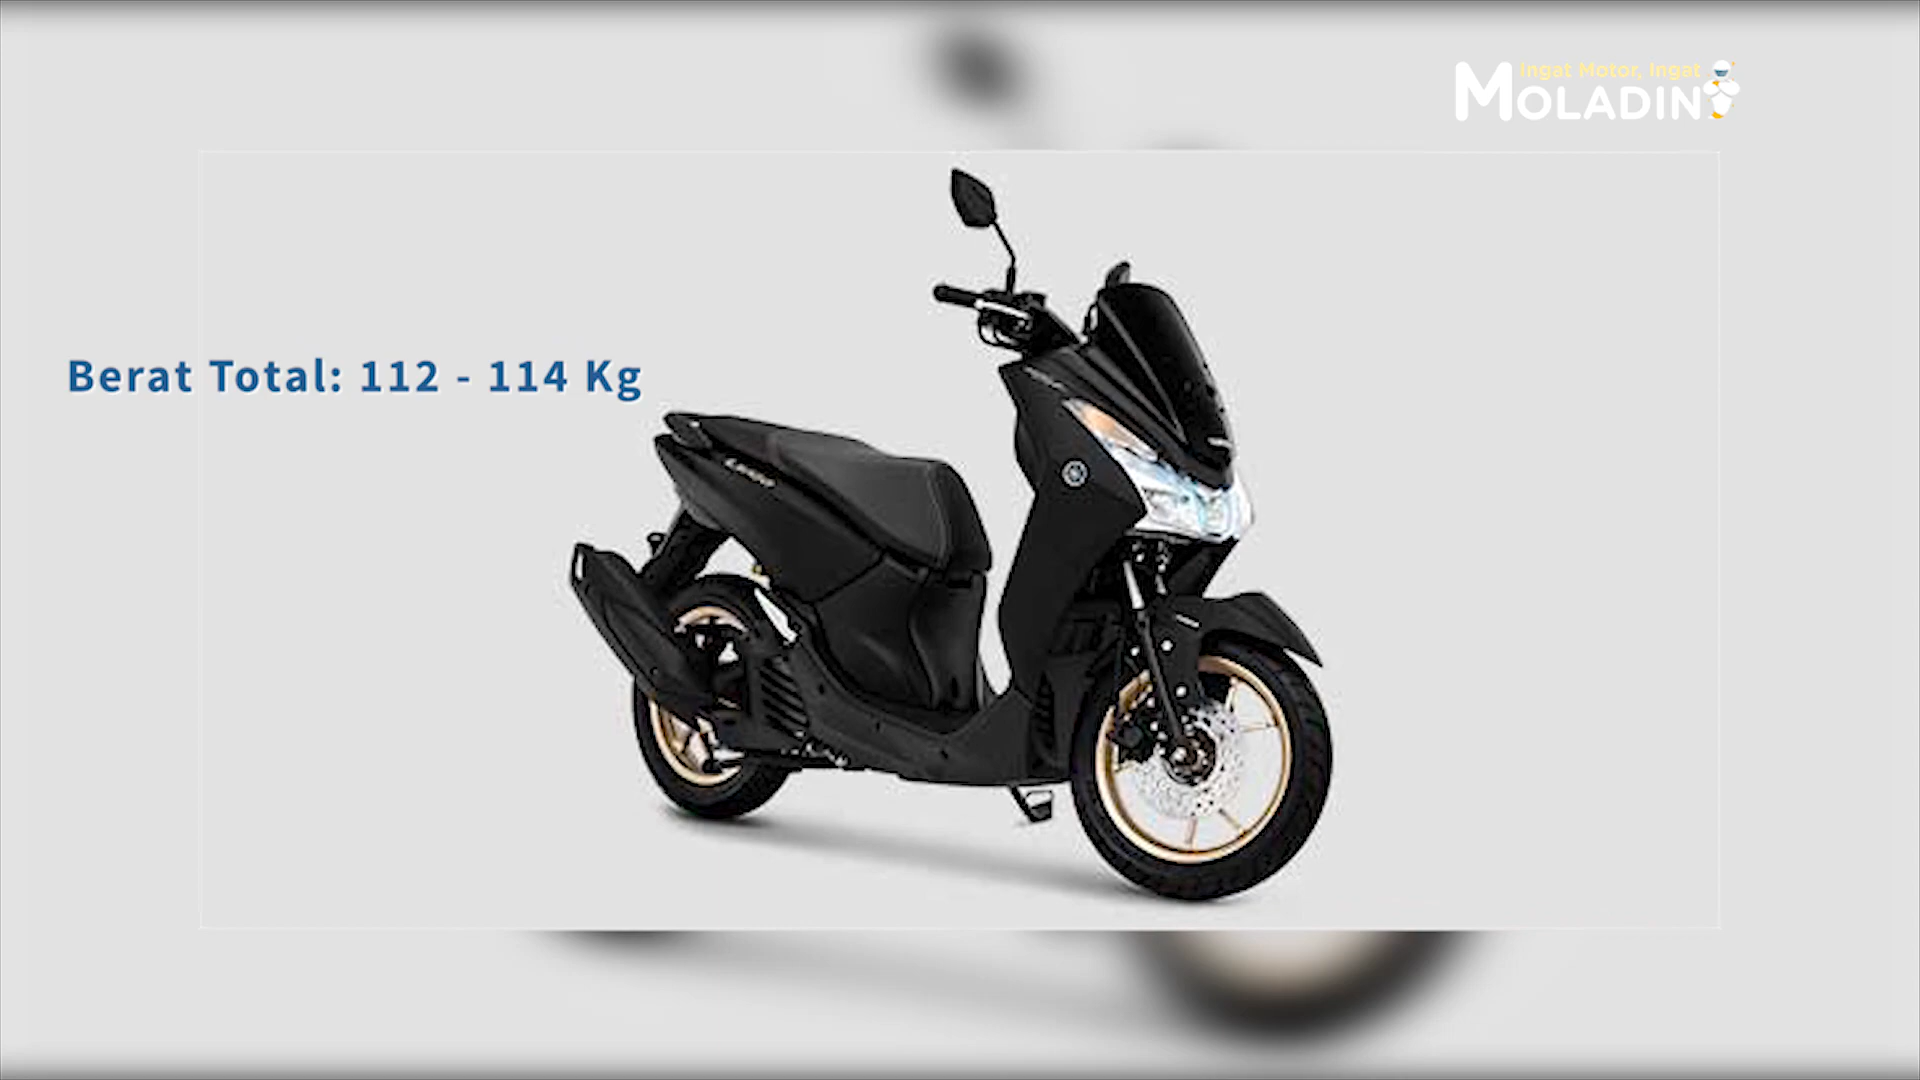 Ingat Motor, Ingat
MOLADIN
Berat Total: 112 - 114 Kg